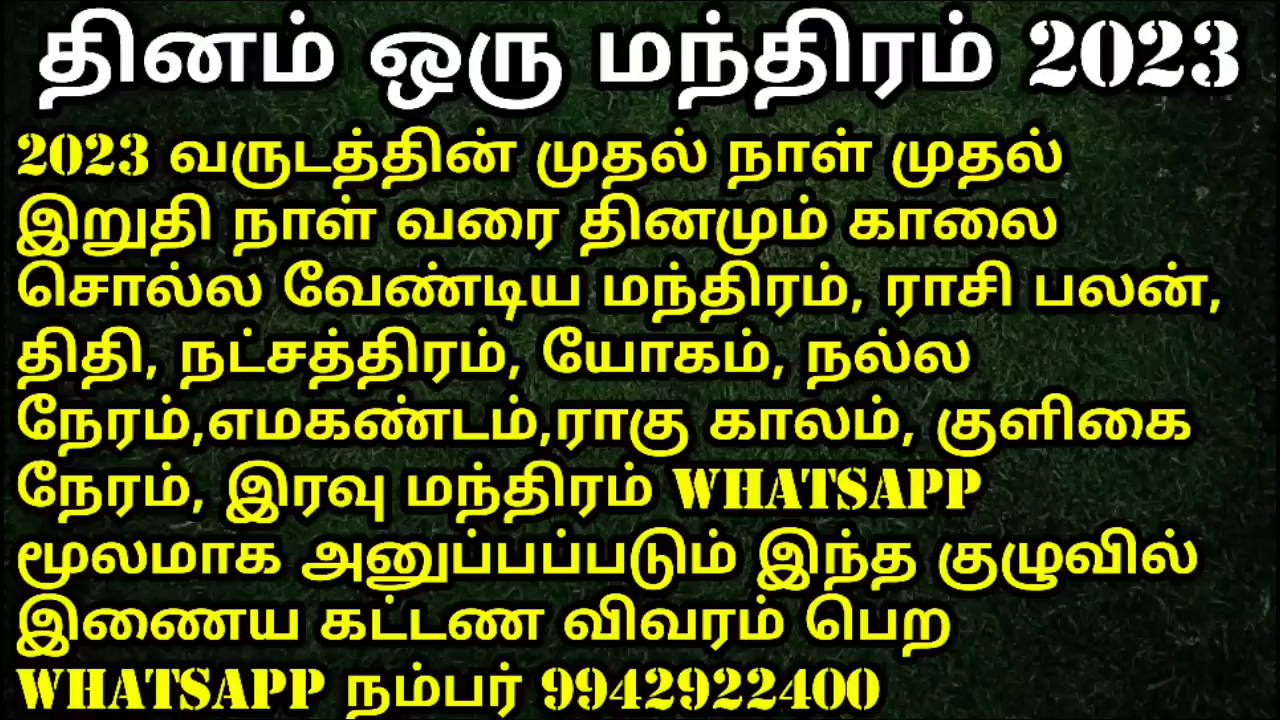 தினம் ஒரு மந்திரம் 2023
2023 வருடத்தின் முதல் நாள் முதல்
இறுதி நாள் வரை தினமும் காலை
சொல்ல வேண்டிய மந்திரம், ராசி பலன்,
திதி, நட்சத்திரம், யோகம், நல்ல
நேரம்,எமகண்டம்,ராகு காலம், குளிகை
நேரம், இரவு மந்திரம் WHATSAPP
மூலமாக அனுப்பப்படும் இந்த குழுவில்
இணைய கட்டண விவரம் பெற
WHATSAPP நம்பர் 9942922400